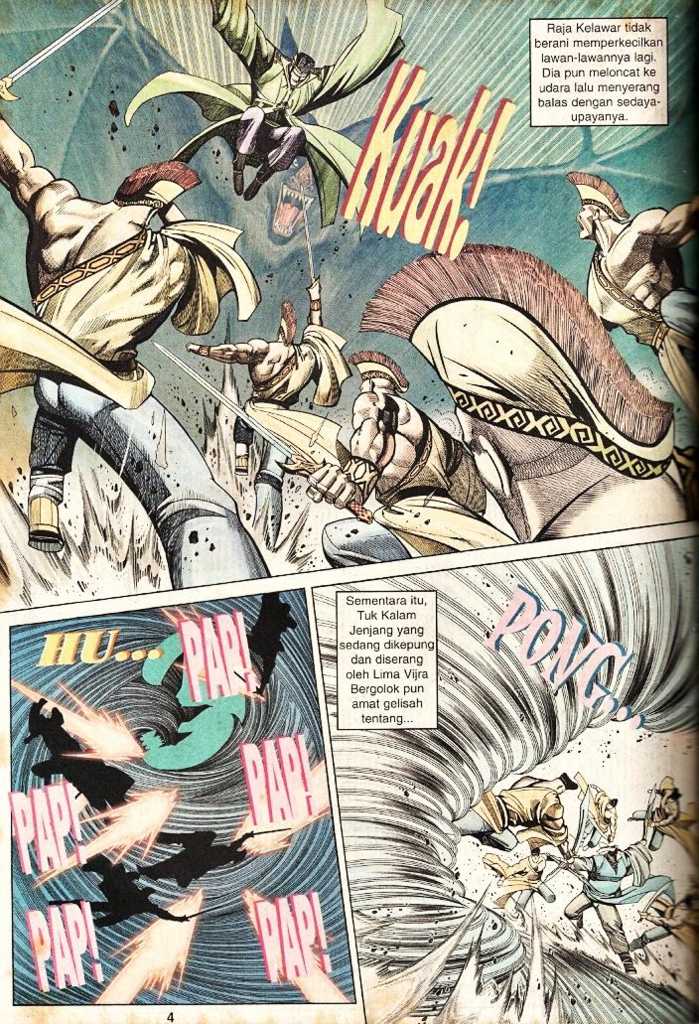 Raja Kelawar tidak
berani memperkecilkan
lawan-lawannya lagi.
Dia pun meloncat ke
udara lalu menyerang
balas dengan sedaya-
upayanya.
Kuak!
HU...
PAP!
PAP!
PAP!
PAP!
PAP!
Sementara itu,
Tuk Kalam
Jenjang yang
sedang dikepung
dan diserang
oleh Lima Vijra
Bergolok pun
amat gelisah
tentang...
PONG...
4